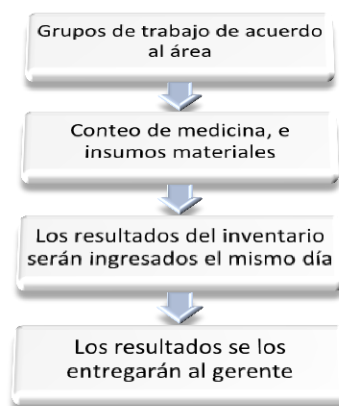 Grupos de trabajo de acuerdo
al área
Conteo de medicina, e
insumos materiales
Los resultados del inventario
serán ingresados el mismo día
Los resultados se los
entregarán al gerente